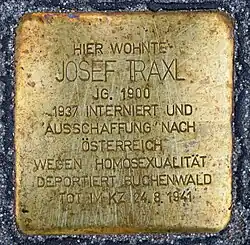 HIER WOHNTE
JOSEF TRAXL
JG. 1900
1937 INTERNIERT UND
AUSSCHAFFUNG NACH
ÖSTERREICH
WEGEN HOMOSEXUALITÄT
DEPORTIERT BUCHENWALD
TOT IM KZ 24.8.1941